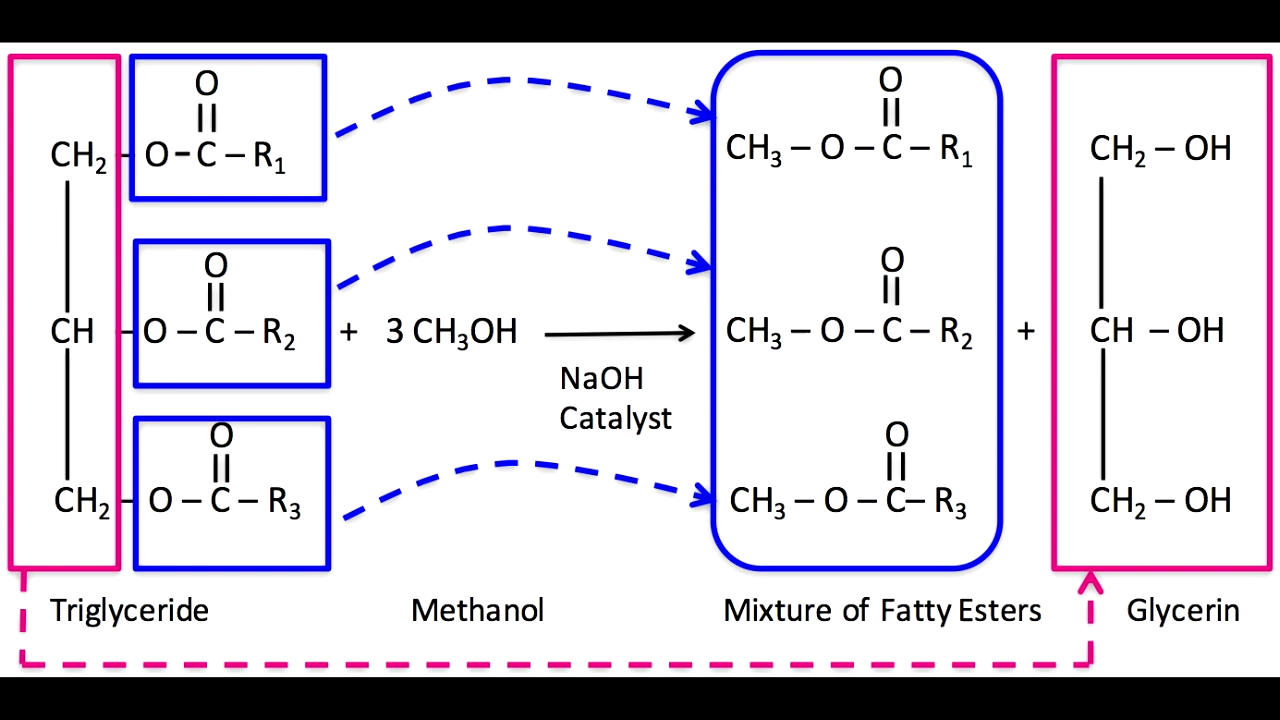 O O
CH₂ – O – C – R₁ CH₃ – O – C – R₁ CH₂ – OH
O O
CH – O – C – R₂ + 3 CH₃OH CH₃ – O – C – R₂ + CH – OH
NaOH
Catalyst
O O
CH₂ – O – C – R₃ CH₃ – O – C – R₃ CH₂ – OH
Triglyceride Methanol Mixture of Fatty Esters Glycerin